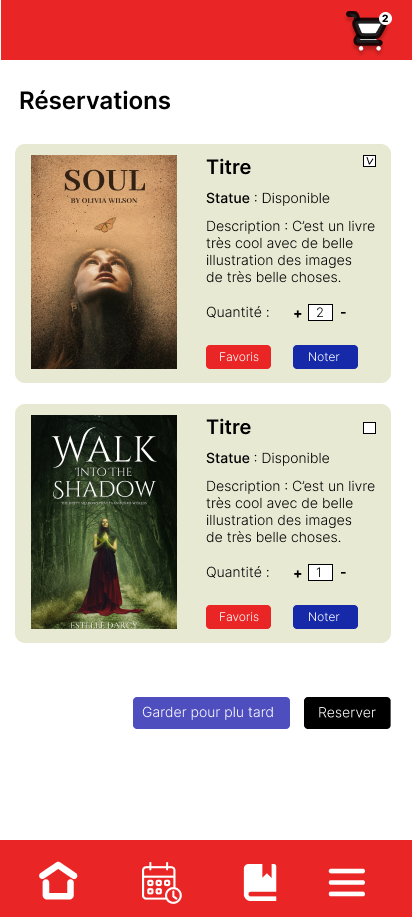 2
Réservations
SOUL
BY OLIVIA WILSON
Titre
V
Statue : Disponible
Description : C'est un livre
très cool avec de belle
illustration des images
de très belle choses.
Quantité :
+ 2 -
Favoris
Noter
WALK
INTO THE
SHADOW
ESTELLE DARCY
Titre
Statue : Disponible
Description : C'est un livre
très cool avec de belle
illustration des images
de très belle choses.
Quantité :
+ 1 -
Favoris
Noter
Garder pour plu tard
Reserver